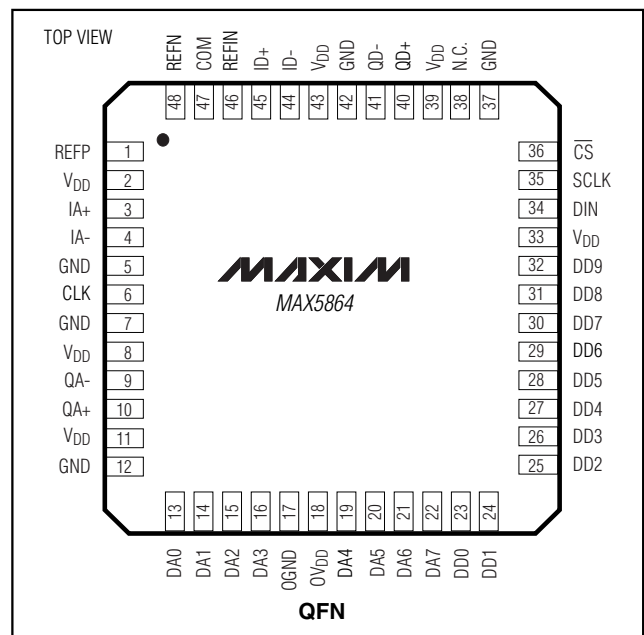 TOP VIEW
REFN COM REFIN ID+ ID- VDD GND QD- QD+ VDD N.C. GND
48 47 46 45 44 43 42 41 40 39 38 37
REFP 1 36 C̅S̅
VDD 2 35 SCLK
IA+ 3 34 DIN
IA- 4 33 VDD
GND 5 32 DD9
CLK 6 31 DD8
GND 7 30 DD7
VDD 8 29 DD6
QA- 9 28 DD5
QA+ 10 27 DD4
VDD 11 26 DD3
GND 12 25 DD2
MAXIM
MAX5864
13 14 15 16 17 18 19 20 21 22 23 24
DA0 DA1 DA2 DA3 OGND OVDD DA4 DA5 DA6 DA7 DD0 DD1
QFN